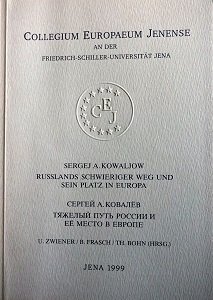 COLLEGIUM EUROPAEUM JENENSE
AN DER
FRIEDRICH-SCHILLER-UNIVERSITÄT JENA
CEJ
SERGEJ A. KOWALJOW
RUSSLANDS SCHWIERIGER WEG UND
SEIN PLATZ IN EUROPA
СЕРГЕЙ А. КОВАЛЁВ
ТЯЖЕЛЫЙ ПУТЬ РОССИИ И
ЕЁ МЕСТО В ЕВРОПЕ
U. ZWIENER / B. FRASCH / TH. BOHN (HRSG.)
JENA 1999